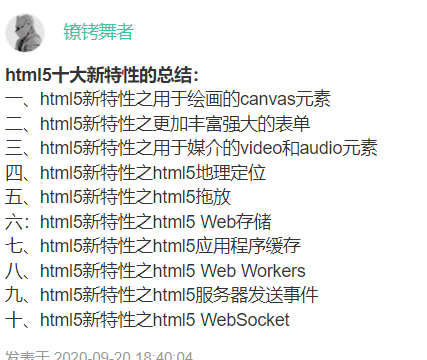 镣铐舞者
html5十大新特性的总结：
一、html5新特性之用于绘画的canvas元素
二、html5新特性之更加丰富强大的表单
三、html5新特性之用于媒介的video和audio元素
四、html5新特性之html5地理定位
五、html5新特性之html5拖放
六：html5新特性之html5 Web存储
七、html5新特性之html5应用程序缓存
八、html5新特性之html5 Web Workers
九、html5新特性之html5服务器发送事件
十、html5新特性之html5 WebSocket
发表于 2020-09-20 18:40:04